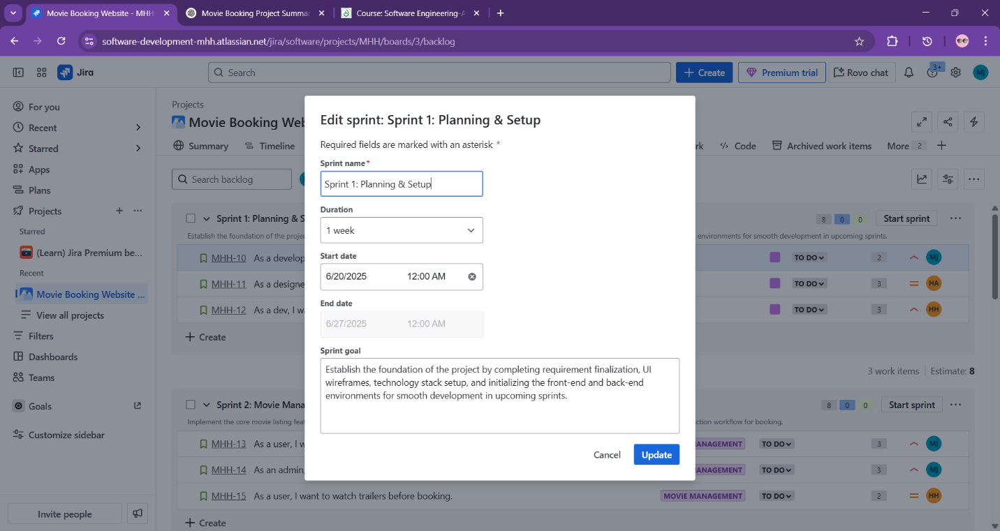 Movie Booking Website - MHH
Movie Booking Project Summar
Course: Software Engineering-A
software-development-mhh.atlassian.net/jira/software/projects/MHH/boards/3/backlog
Jira
Search
Create
Premium trial
Rovo chat
3+
MJ
For you
Recent
Starred
Apps
Plans
Projects
Starred
(Learn) Jira Premium be...
Recent
Movie Booking Website ...
View all projects
Filters
Dashboards
Teams
Goals
Customize sidebar
Invite people
Projects
Movie Booking Web
Summary
Timeline
rk
Code
Archived work items
More 2
Search backlog
Sprint 1: Planning & S
8 0 0
Start sprint
Establish the foundation of the projec
environments for smooth development in upcoming sprints.
MHH-10 As a develop
TO DO 2 MJ
MHH-11 As a designe
TO DO 3 HA
MHH-12 As a dev, I w
TO DO 3 HH
Create
3 work items Estimate: 8
Sprint 2: Movie Mana
8 0 0
Start sprint
Implement the core movie listing feat
ction workflow for booking.
MHH-13 As a user, I w
ANAGEMENT TO DO 3 MJ
MHH-14 As an admin,
ANAGEMENT TO DO 3 MJ
MHH-15 As a user, I want to watch trailers before booking.
MOVIE MANAGEMENT TO DO 2 HH
Create
Edit sprint: Sprint 1: Planning & Setup
Required fields are marked with an asterisk *
Sprint name*
Sprint 1: Planning & Setup
Duration
1 week
Start date
6/20/2025 12:00 AM
End date
6/27/2025 12:00 AM
Sprint goal
Establish the foundation of the project by completing requirement finalization, UI
wireframes, technology stack setup, and initializing the front-end and back-end
environments for smooth development in upcoming sprints.
Cancel
Update